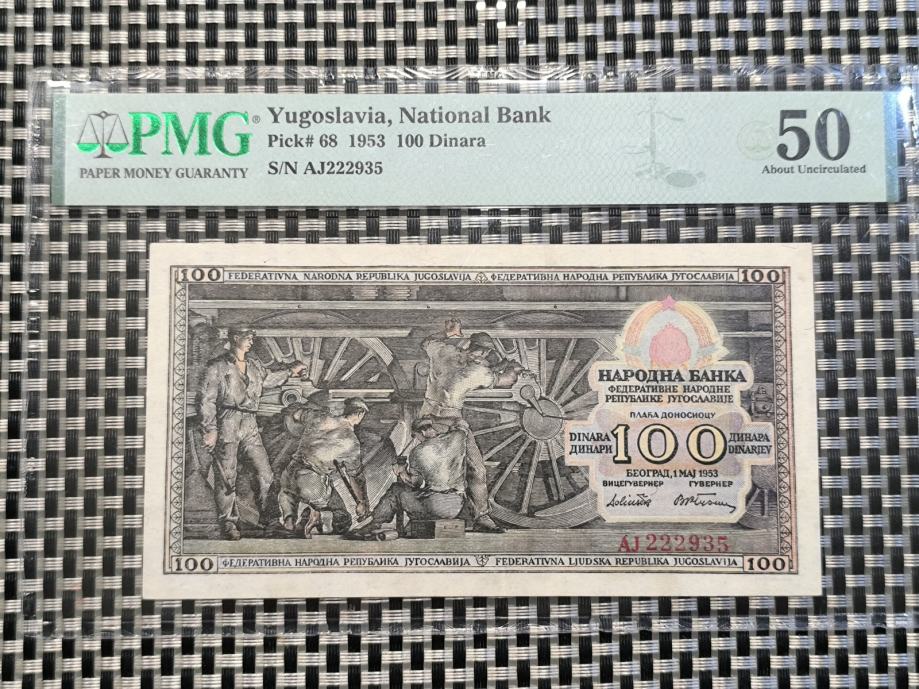 PMG®
PAPER MONEY GUARANTY
Yugoslavia, National Bank
Pick# 68 1953 100 Dinara
S/N AJ222935
50
About Uncirculated
100 FEDERATIVNA NARODNA REPUBLIKA JUGOSLAVIJA ФЕДЕРАТИВНА НАРОДНА РЕПУБЛИКА ЈУГОСЛАВИЈА 100
НАРОДНА БАНКА
ФЕДЕРАТИВНЕ НАРОДНЕ
РЕПУБЛИКЕ ЈУГОСЛАВИЈЕ
ПЛАЋА ДОНОСИОЦУ
DINARA 100 ДИНАРА
ДИНАРИ DINARJEV
БЕОГРАД, 1 МАЈ 1953
ВИЦЕГУВЕРНЕР ГУВЕРНЕР
AJ 222935
100 ФЕДЕРАТИВНА НАРОДНА РЕПУБЛИКА ЈУГОСЛАВИЈА FEDERATIVNA LJUDSKA REPUBLIKA JUGOSLAVIJA 100